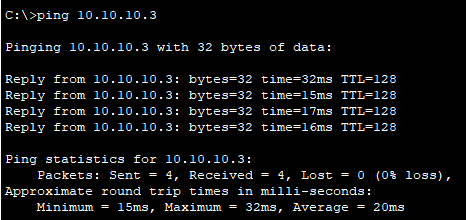 C:\>ping 10.10.10.3
Pinging 10.10.10.3 with 32 bytes of data:
Reply from 10.10.10.3: bytes=32 time=32ms TTL=128
Reply from 10.10.10.3: bytes=32 time=15ms TTL=128
Reply from 10.10.10.3: bytes=32 time=17ms TTL=128
Reply from 10.10.10.3: bytes=32 time=16ms TTL=128
Ping statistics for 10.10.10.3:
    Packets: Sent = 4, Received = 4, Lost = 0 (0% loss),
Approximate round trip times in milli-seconds:
    Minimum = 15ms, Maximum = 32ms, Average = 20ms